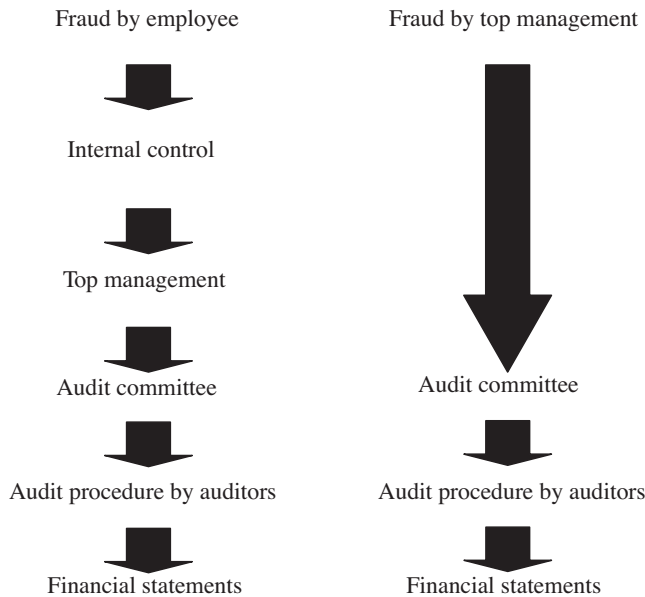 Fraud by employee
Internal control
Top management
Audit committee
Audit procedure by auditors
Financial statements
Fraud by top management
Audit committee
Audit procedure by auditors
Financial statements